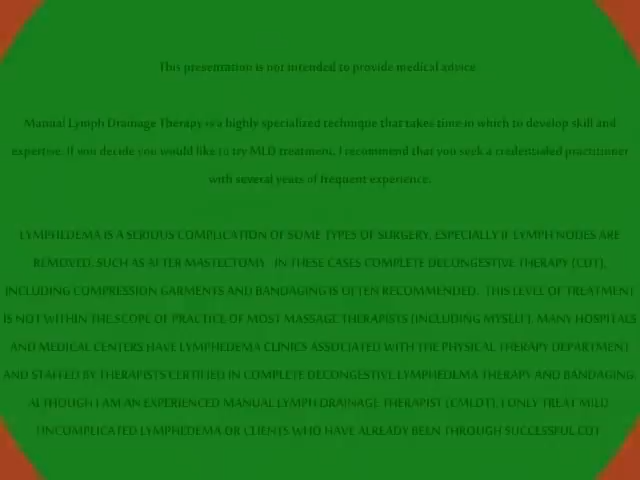 This presentation is not intended to provide medical advice
Manual Lymph Drainage Therapy is a highly specialized technique that takes time in which to develop skill and
expertise. If you decide you would like to try MLD treatment, I recommend that you seek a credentialed practitioner
with several years of frequent experience.
LYMPHEDEMA IS A SERIOUS COMPLICATION OF SOME TYPES OF SURGERY, ESPECIALLY IF LYMPH NODES ARE
REMOVED, SUCH AS AFTER MASTECTOMY. IN THESE CASES COMPLETE DECONGESTIVE THERAPY (CDT),
INCLUDING COMPRESSION GARMENTS AND BANDAGING IS OFTEN RECOMMENDED. THIS LEVEL OF TREATMENT
IS NOT WITHIN THE SCOPE OF PRACTICE OF MOST MASSAGE THERAPISTS (INCLUDING MYSELF). MANY HOSPITALS
AND MEDICAL CENTERS HAVE LYMPHEDEMA CLINICS ASSOCIATED WITH THE PHYSICAL THERAPY DEPARTMENT
AND STAFFED BY THERAPISTS CERTIFIED IN COMPLETE DECONGESTIVE LYMPHEDEMA THERAPY AND BANDAGING.
ALTHOUGH I AM AN EXPERIENCED MANUAL LYMPH DRAINAGE THERAPIST (CMLDT), I ONLY TREAT MILD
UNCOMPLICATED LYMPHEDEMA OR CLIENTS WHO HAVE ALREADY BEEN THROUGH SUCCESSFUL CDT